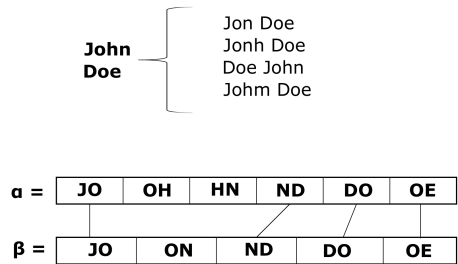 John
Doe
Jon Doe
Jonh Doe
Doe John
Johm Doe
α = JO OH HN ND DO OE
β = JO ON ND DO OE